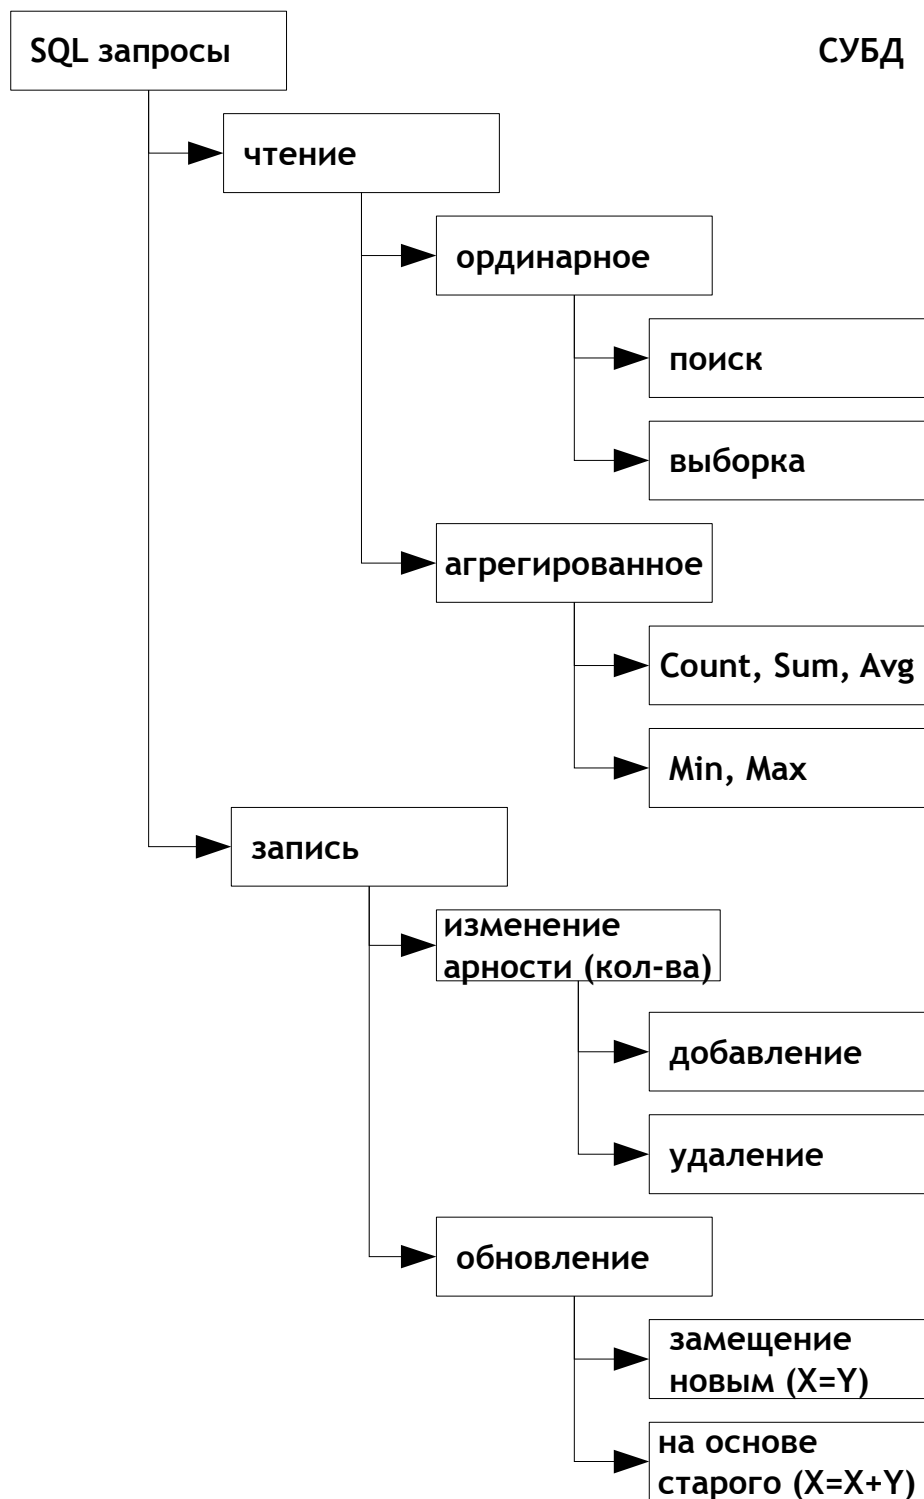 SQL запросы
СУБД
чтение
ординарное
поиск
выборка
агрегированное
Count, Sum, Avg
Min, Max
запись
изменение
арности (кол-ва)
добавление
удаление
обновление
замещение
новым (X=Y)
на основе
старого (X=X+Y)